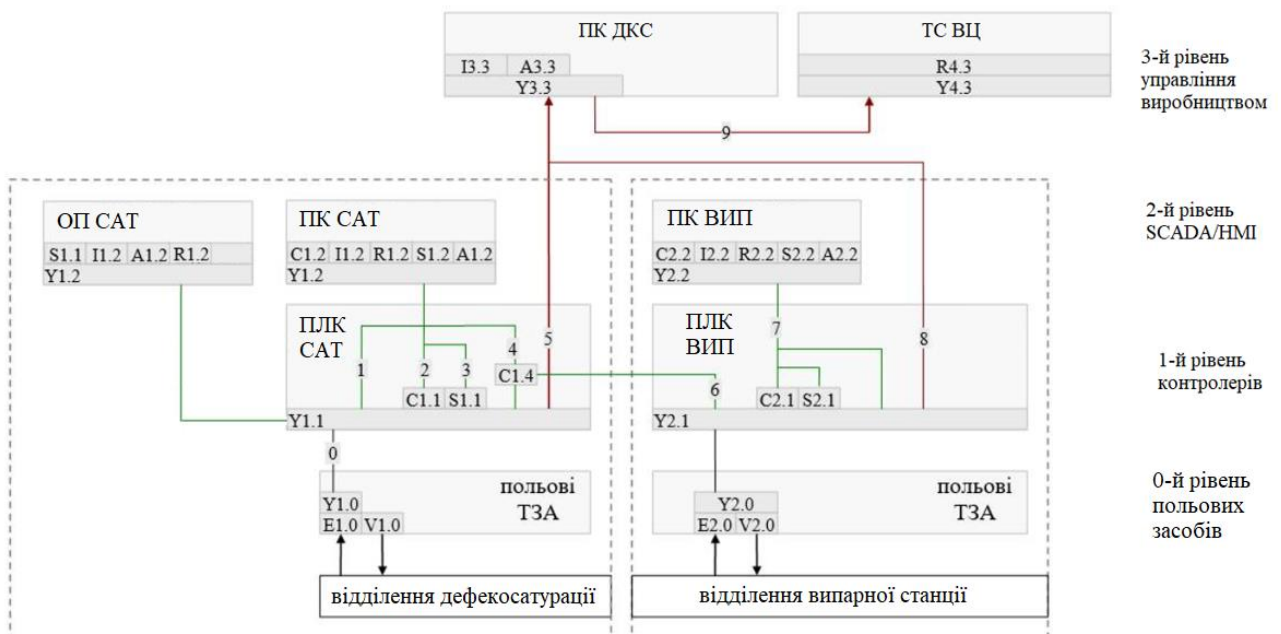 ПК ДКС
I3.3 A3.3
Y3.3
ТС ВЦ
R4.3
Y4.3
3-й рівень
управління
виробництвом
9
ОП САТ
S1.1 I1.2 A1.2 R1.2
Y1.2
ПК САТ
C1.2 I1.2 R1.2 S1.2 A1.2
Y1.2
ПК ВИП
C2.2 I2.2 R2.2 S2.2 A2.2
Y2.2
2-й рівень
SCADA/HMI
ПЛК
САТ
1
2
3
4
5
C1.4
C1.1 S1.1
Y1.1
6
ПЛК
ВИП
7
8
C2.1 S2.1
Y2.1
1-й рівень
контролерів
0
польові
ТЗА
Y1.0
E1.0 V1.0
польові
ТЗА
Y2.0
E2.0 V2.0
0-й рівень
польових
засобів
відділення дефекосатурації
відділення випарної станції